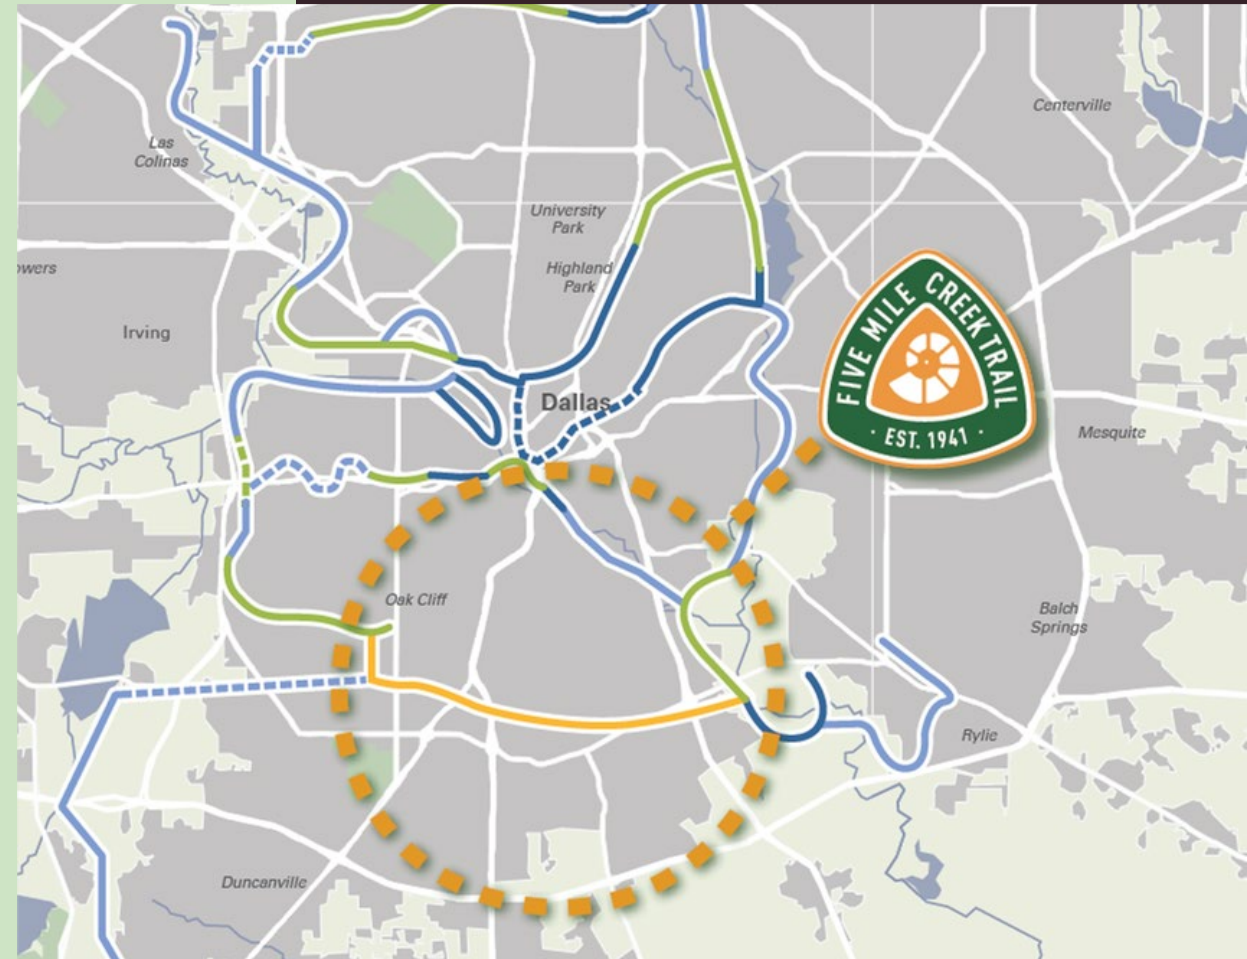 Centerville
Las
Colinas
University
Park
owers
Highland
Park
Irving
FIVE MILE CREEK TRAIL
· EST. 1941 ·
Dallas
Mesquite
Oak Cliff
Balch
Springs
Rylie
Duncanville